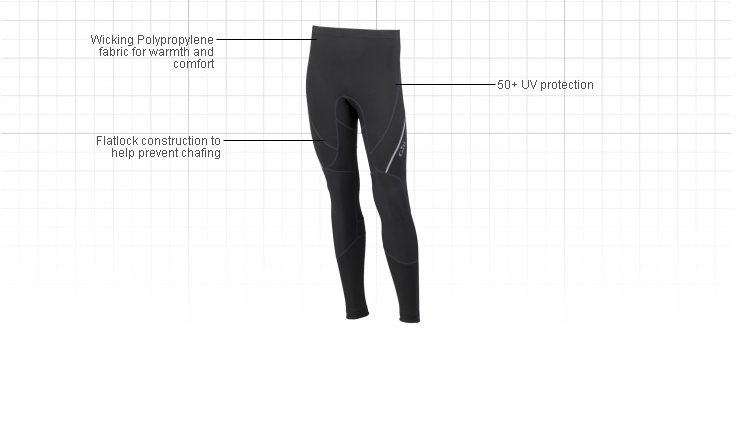 Wicking Polypropylene
fabric for warmth and
comfort
50+ UV protection
Flatlock construction to
help prevent chafing